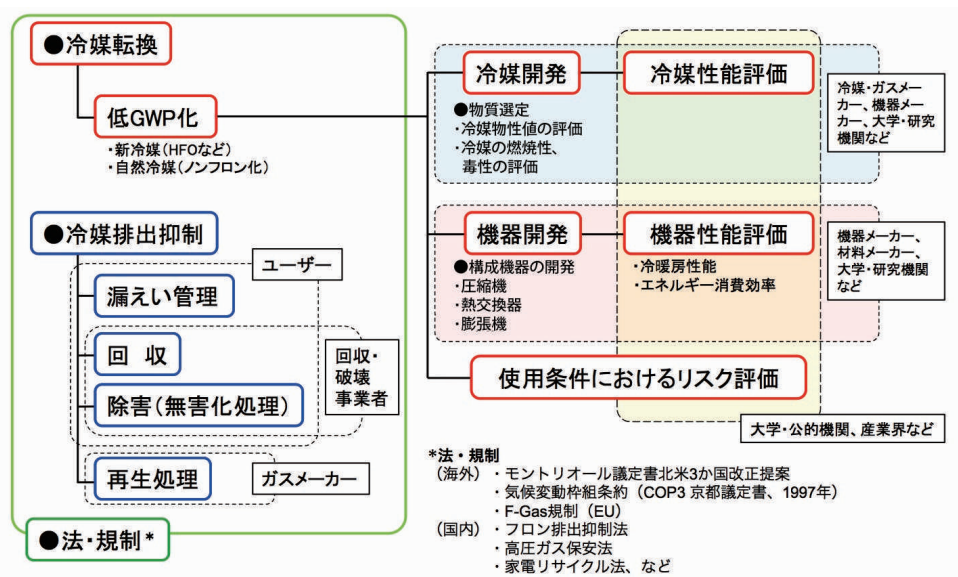 ●冷媒転換
低GWP化
・新冷媒(HFOなど)
・自然冷媒(ノンフロン化)
●冷媒排出抑制
ユーザー
漏えい管理
回 収
除害(無害化処理)
回収・
破壊
事業者
再生処理
ガスメーカー
●法・規制*
冷媒開発
冷媒性能評価
●物質選定
・冷媒物性値の評価
・冷媒の燃焼性、
毒性の評価
冷媒・ガスメー
カー、機器メー
カー、大学・研究
機関など
機器開発
機器性能評価
●構成機器の開発
・圧縮機
・熱交換器
・膨張機
・冷暖房性能
・エネルギー消費効率
機器メーカー、
材料メーカー、
大学・研究機関
など
使用条件におけるリスク評価
大学・公的機関、産業界など
*法・規制
(海外)・モントリオール議定書北米3か国改正提案
・気候変動枠組条約(COP3 京都議定書、1997年)
・F-Gas規制(EU)
(国内)・フロン排出抑制法
・高圧ガス保安法
・家電リサイクル法、など